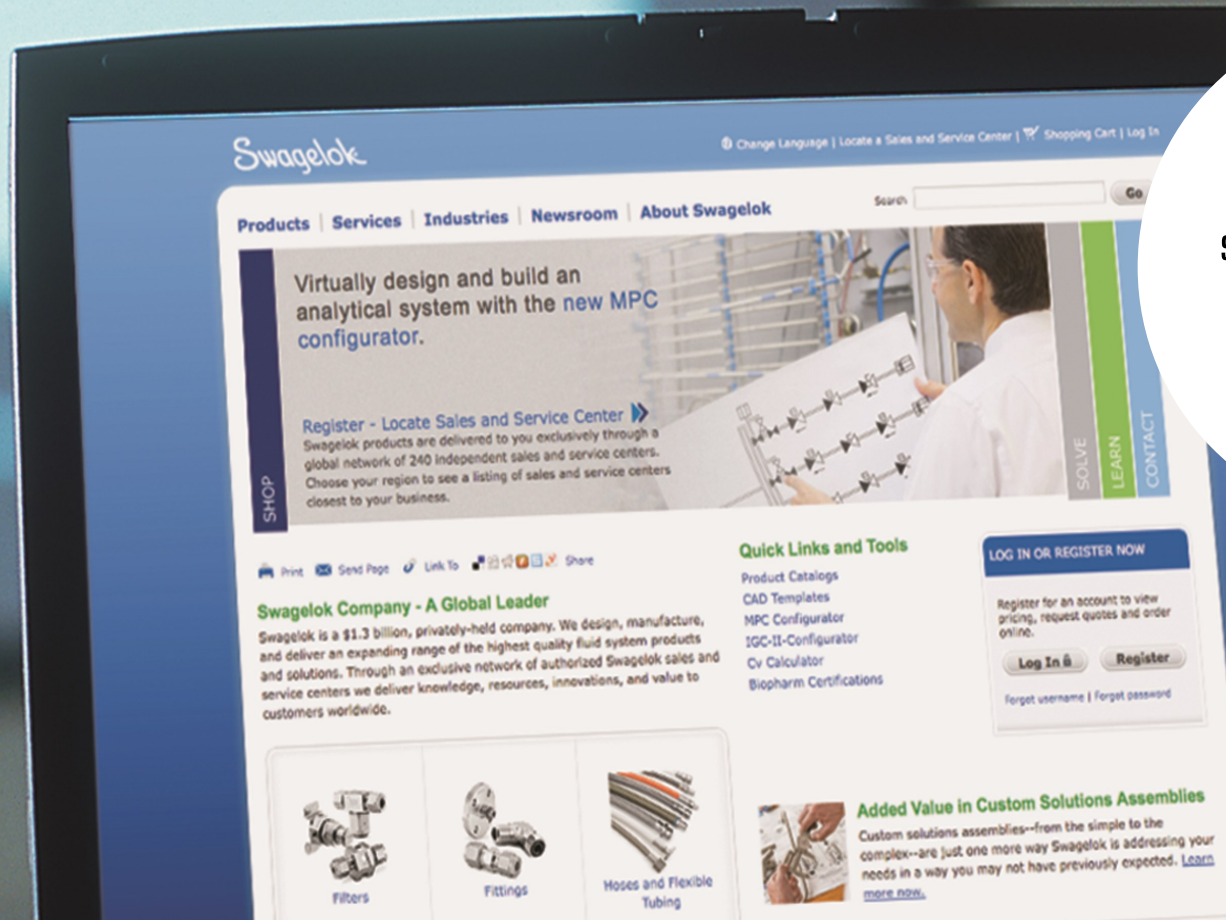 Swagelok
Change Language | Locate a Sales and Service Center | Shopping Cart | Log In
Products | Services | Industries | Newsroom | About Swagelok
Search
Go
Virtually design and build an
analytical system with the new MPC
configurator.
Register - Locate Sales and Service Center
Swagelok products are delivered to you exclusively through a
global network of 240 independent sales and service centers.
Choose your region to see a listing of sales and service centers
closest to your business.
SHOP
SOLVE
LEARN
CONTACT
Print
Send Page
Link To
Share
Swagelok Company - A Global Leader
Swagelok is a $1.3 billion, privately-held company. We design, manufacture,
and deliver an expanding range of the highest quality fluid system products
and solutions. Through an exclusive network of authorized Swagelok sales and
service centers we deliver knowledge, resources, innovations, and value to
customers worldwide.
Quick Links and Tools
Product Catalogs
CAD Templates
MPC Configurator
IGC-II-Configurator
Cv Calculator
Biopharm Certifications
LOG IN OR REGISTER NOW
Register for an account to view
pricing, request quotes and order
online.
Log In
Register
Forgot username | Forgot password
Filters
Fittings
Hoses and Flexible
Tubing
Added Value in Custom Solutions Assemblies
Custom solutions assemblies--from the simple to the
complex--are just one more way Swagelok is addressing your
needs in a way you may not have previously expected. Learn
more now.